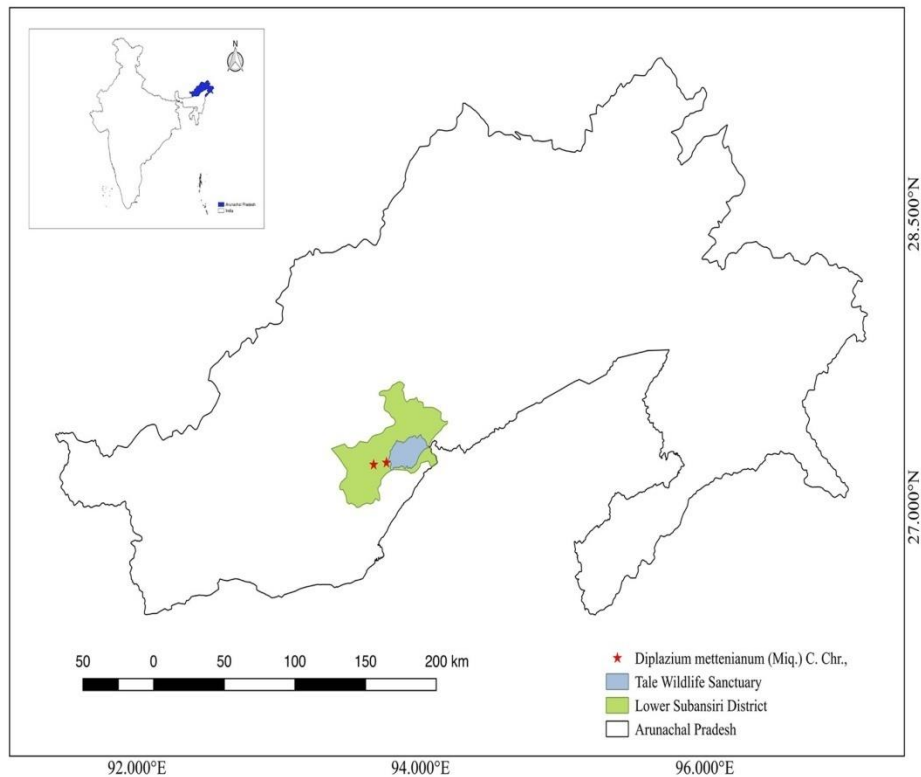 N
Arunachal Pradesh
India
28.500°N
27.000°N
50 0 50 100 150 200 km
Diplazium mettenianum (Miq.) C. Chr.,
Tale Wildlife Sanctuary
Lower Subansiri District
Arunachal Pradesh
92.000°E 94.000°E 96.000°E